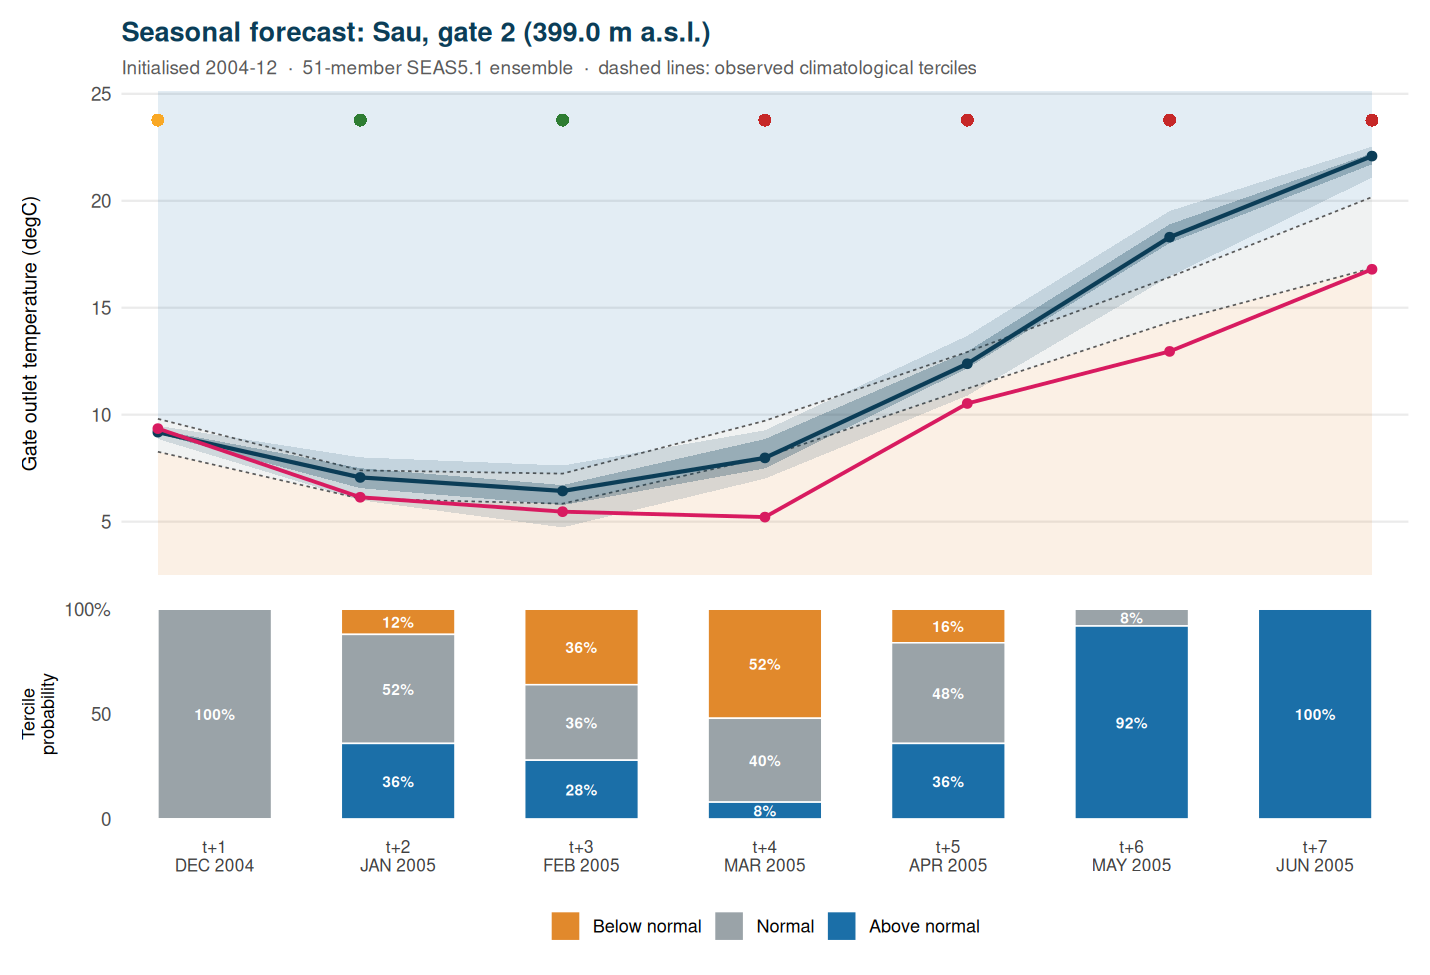 Seasonal forecast: Sau, gate 2 (399.0 m a.s.l.)
Initialised 2004-12 · 51-member SEAS5.1 ensemble · dashed lines: observed climatological terciles
Gate outlet temperature (degC)
25
20
15
10
5
Tercile
probability
100%
50
0
100%
12%
52%
36%
36%
36%
28%
52%
40%
8%
16%
48%
36%
8%
92%
100%
t+1
DEC 2004
t+2
JAN 2005
t+3
FEB 2005
t+4
MAR 2005
t+5
APR 2005
t+6
MAY 2005
t+7
JUN 2005
Below normal
Normal
Above normal